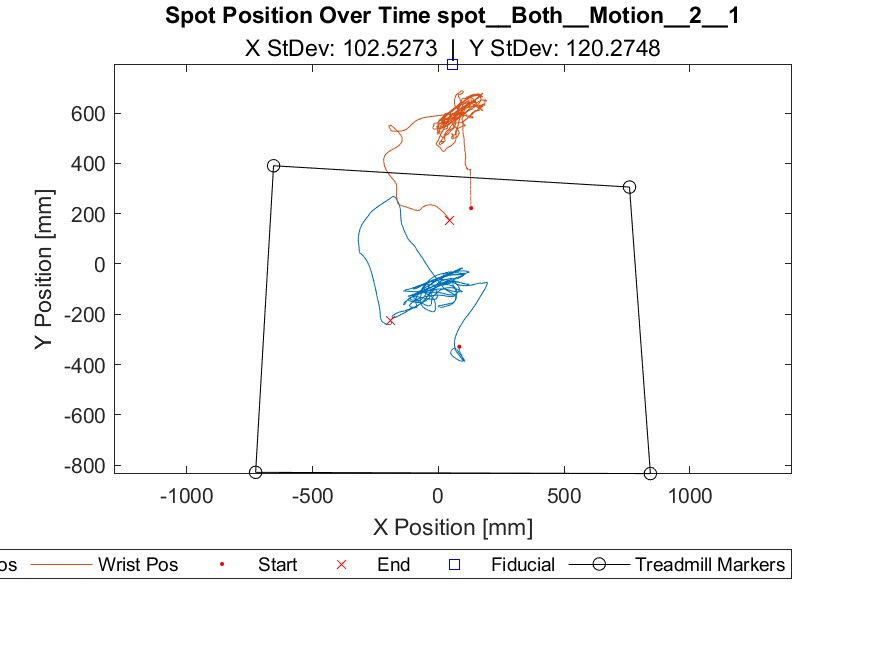 Spot Position Over Time spot__Both__Motion__2__1
X StDev: 102.5273 | Y StDev: 120.2748
600
400
200
0
-200
-400
-600
-800
Y Position [mm]
-1000 -500 0 500 1000
X Position [mm]
os Wrist Pos Start End Fiducial Treadmill Markers